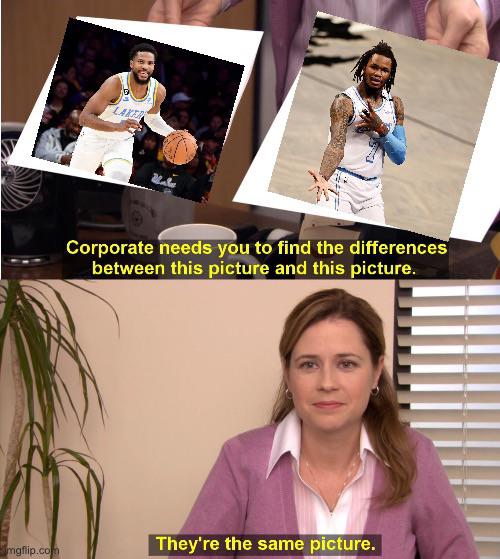 LAKERS
Corporate needs you to find the differences
between this picture and this picture.
They're the same picture.
imgflip.com